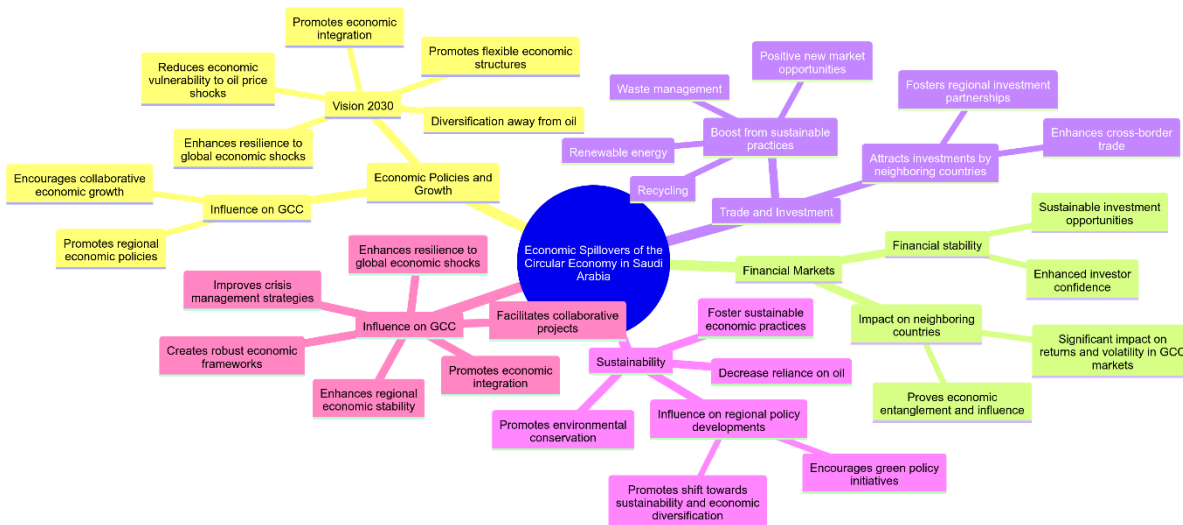 Economic Spillovers of the
Circular Economy in Saudi
Arabia
Economic Policies and
Growth
Vision 2030
Promotes economic
integration
Promotes flexible economic
structures
Reduces economic
vulnerability to oil price
shocks
Diversification away from oil
Enhances resilience to
global economic shocks
Influence on GCC
Encourages collaborative
economic growth
Promotes regional
economic policies
Trade and Investment
Boost from sustainable
practices
Positive new market
opportunities
Waste management
Renewable energy
Recycling
Attracts investments by
neighboring countries
Fosters regional investment
partnerships
Enhances cross-border
trade
Financial Markets
Financial stability
Sustainable investment
opportunities
Enhanced investor
confidence
Impact on neighboring
countries
Significant impact on
returns and volatility in GCC
markets
Proves economic
entanglement and influence
Sustainability
Foster sustainable
economic practices
Decrease reliance on oil
Influence on regional policy
developments
Encourages green policy
initiatives
Promotes shift towards
sustainability and economic
diversification
Promotes environmental
conservation
Influence on GCC
Enhances resilience to
global economic shocks
Improves crisis
management strategies
Facilitates collaborative
projects
Creates robust economic
frameworks
Enhances regional
economic stability
Promotes economic
integration